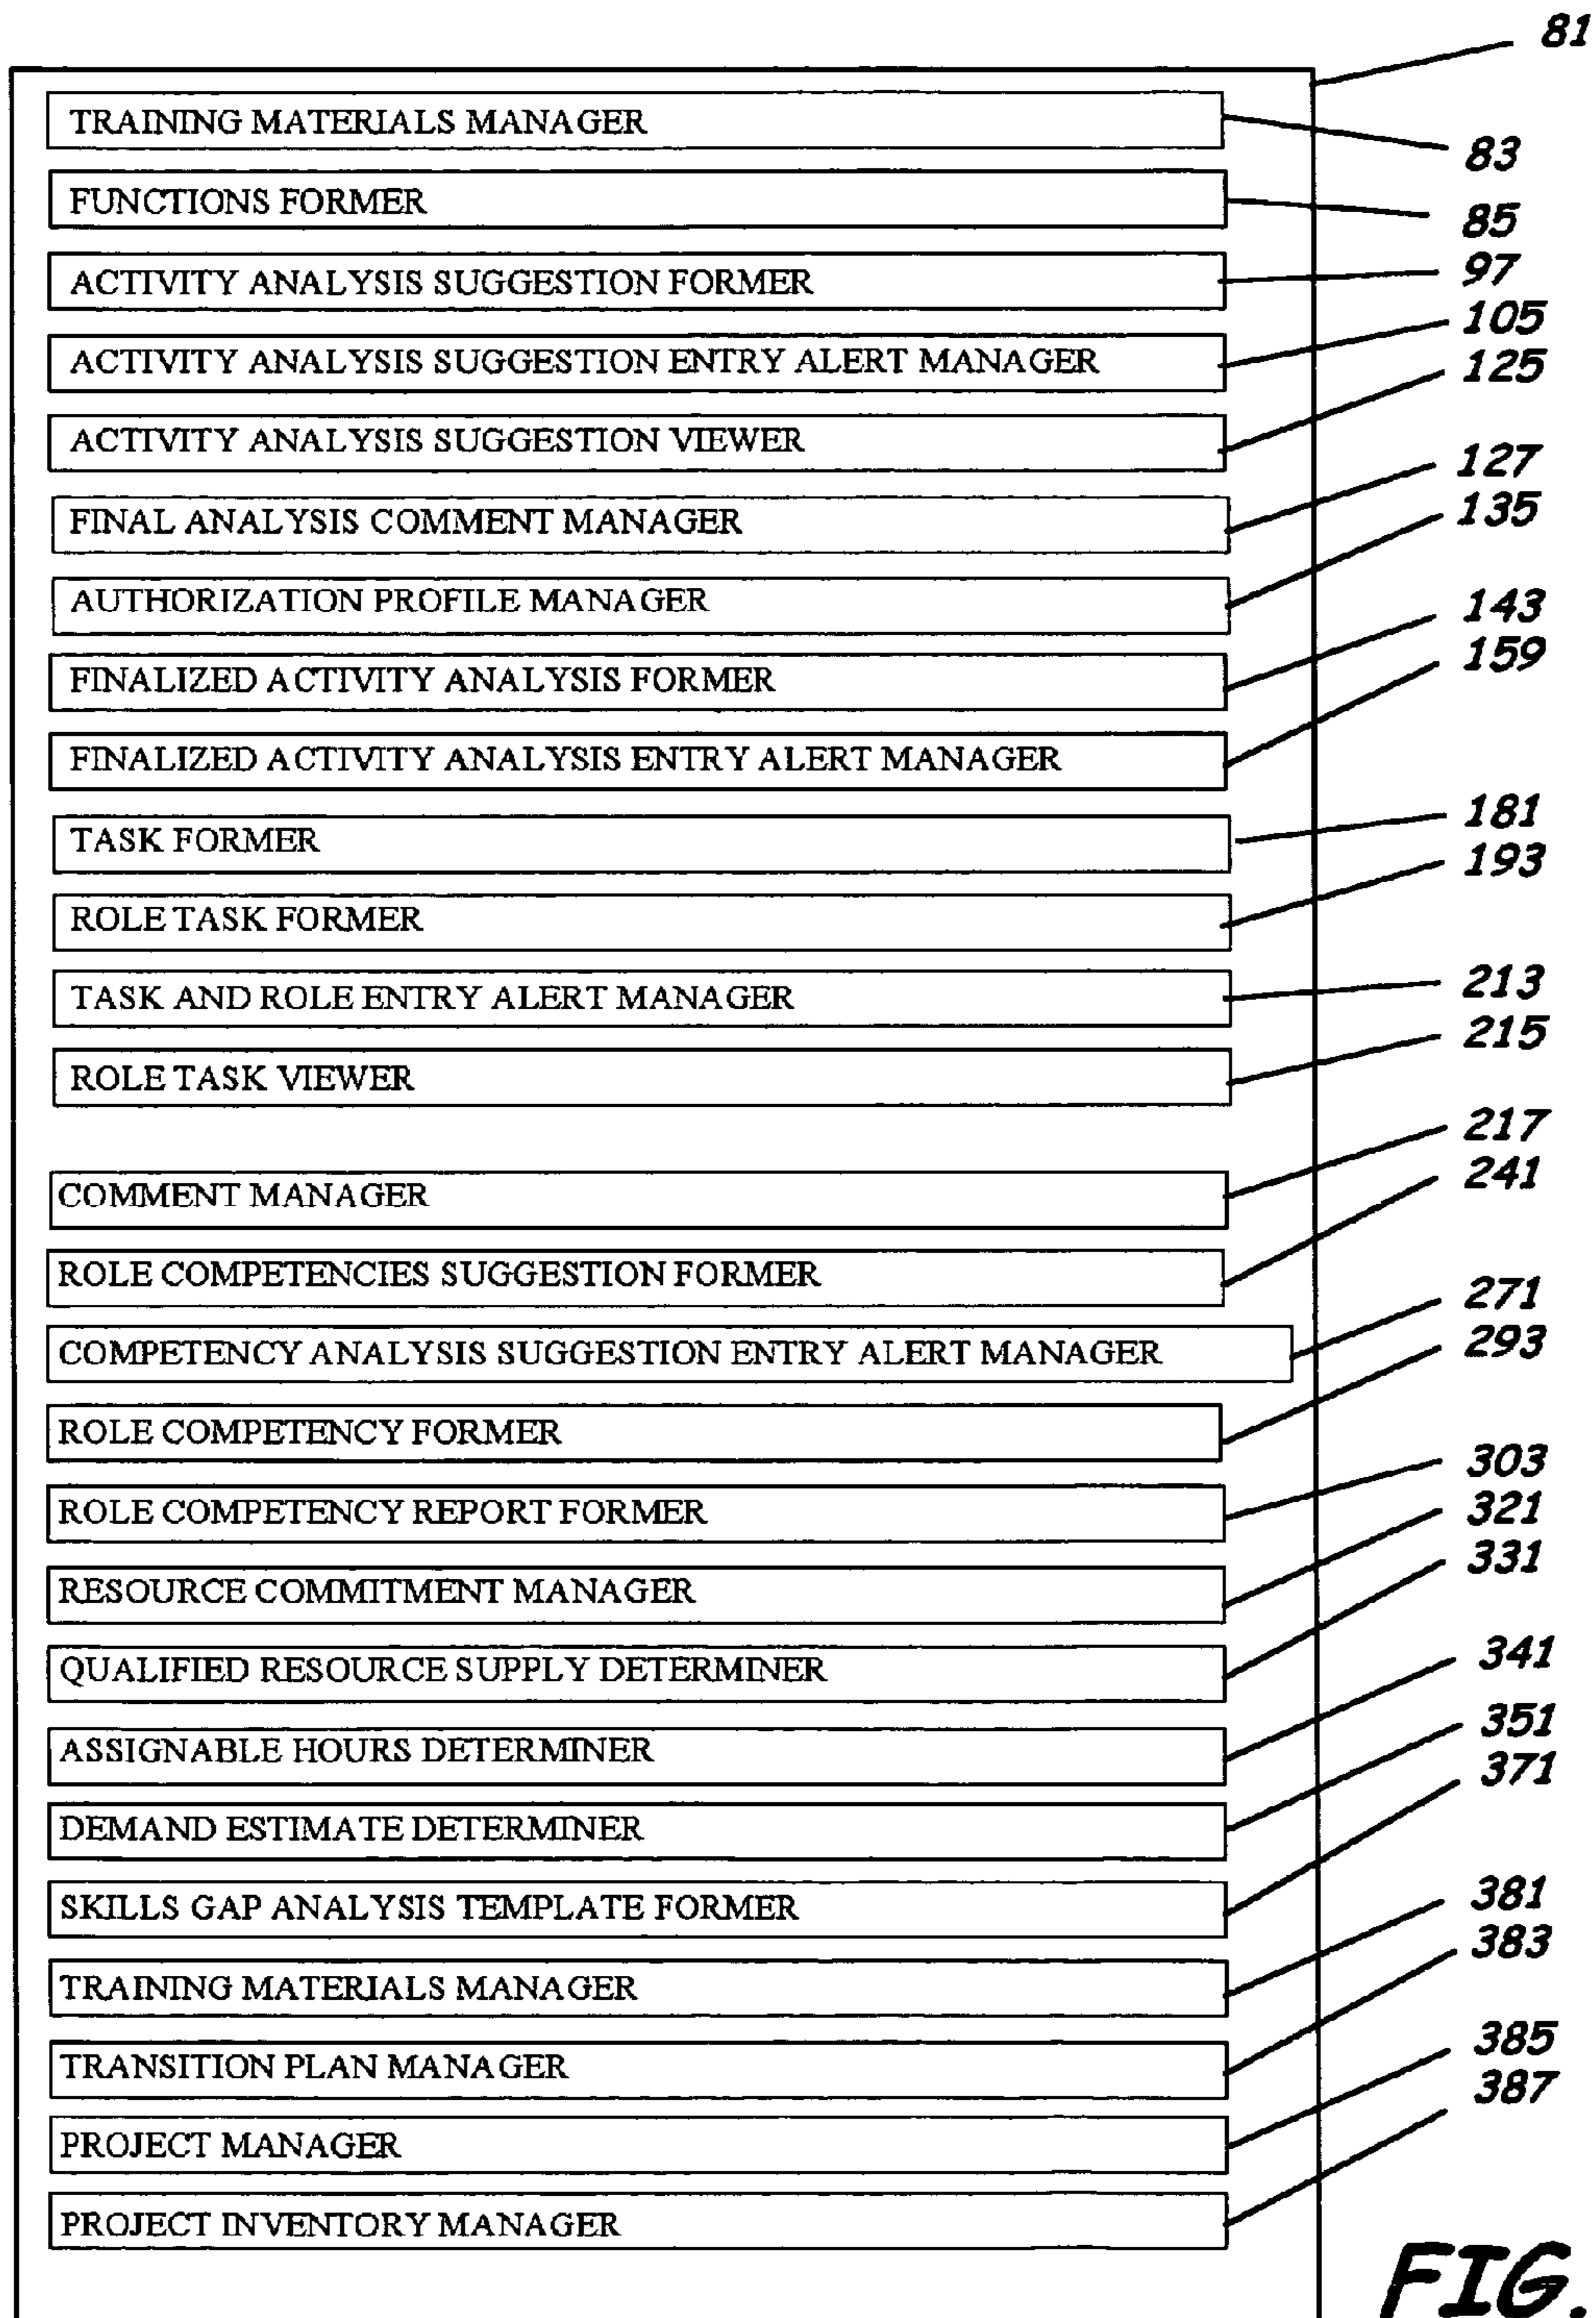 81
TRAINING MATERIALS MANAGER
83
FUNCTIONS FORMER
85
ACTIVITY ANALYSIS SUGGESTION FORMER
97
ACTIVITY ANALYSIS SUGGESTION ENTRY ALERT MANAGER
105
ACTIVITY ANALYSIS SUGGESTION VIEWER
125
FINAL ANALYSIS COMMENT MANAGER
127
AUTHORIZATION PROFILE MANAGER
135
FINALIZED ACTIVITY ANALYSIS FORMER
143
FINALIZED ACTIVITY ANALYSIS ENTRY ALERT MANAGER
159
TASK FORMER
181
ROLE TASK FORMER
193
TASK AND ROLE ENTRY ALERT MANAGER
213
ROLE TASK VIEWER
215
COMMENT MANAGER
217
ROLE COMPETENCIES SUGGESTION FORMER
241
COMPETENCY ANALYSIS SUGGESTION ENTRY ALERT MANAGER
271
ROLE COMPETENCY FORMER
293
ROLE COMPETENCY REPORT FORMER
303
RESOURCE COMMITMENT MANAGER
321
QUALIFIED RESOURCE SUPPLY DETERMINER
331
ASSIGNABLE HOURS DETERMINER
341
DEMAND ESTIMATE DETERMINER
351
SKILLS GAP ANALYSIS TEMPLATE FORMER
371
TRAINING MATERIALS MANAGER
381
TRANSITION PLAN MANAGER
383
PROJECT MANAGER
385
PROJECT INVENTORY MANAGER
387
FIG.